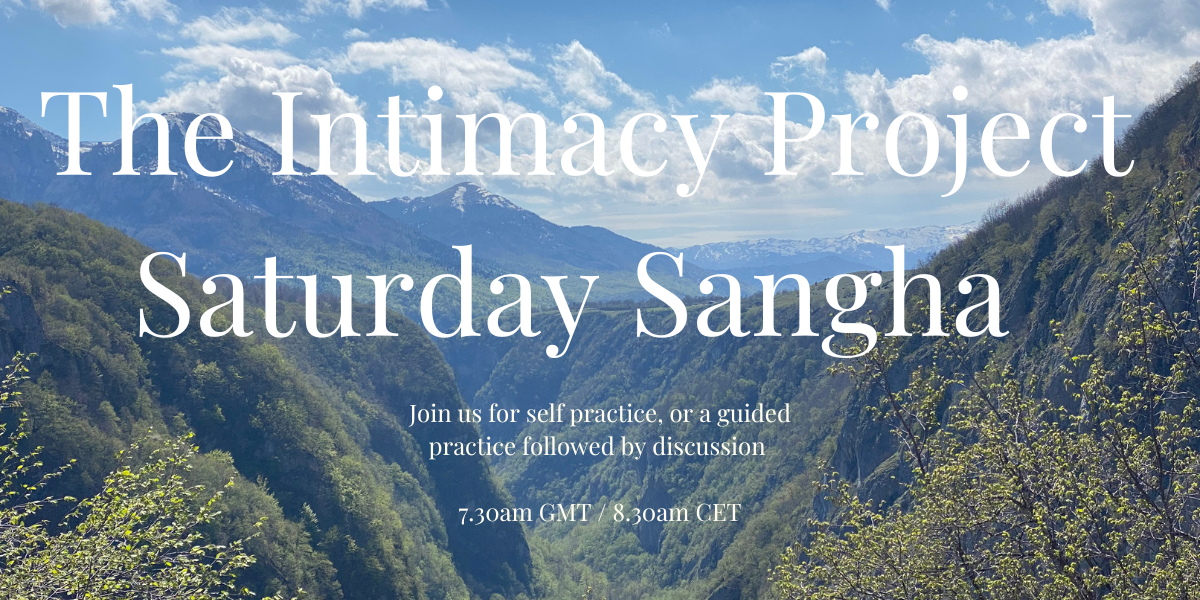 The Intimacy Project
Saturday Sangha
Join us for self practice, or a guided
practice followed by discussion
7.30am GMT / 8.30am CET